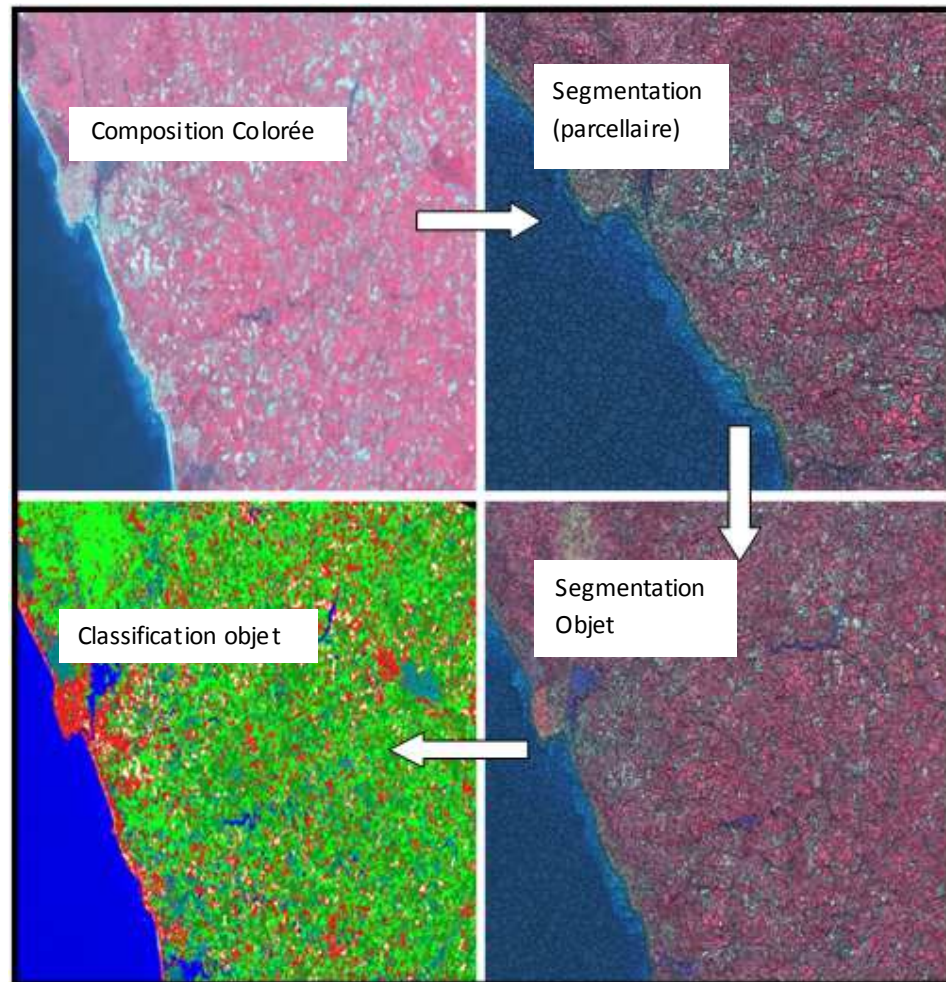 Composition Colorée
Segmentation
(parcellaire)
Classification objet
Segmentation
Objet